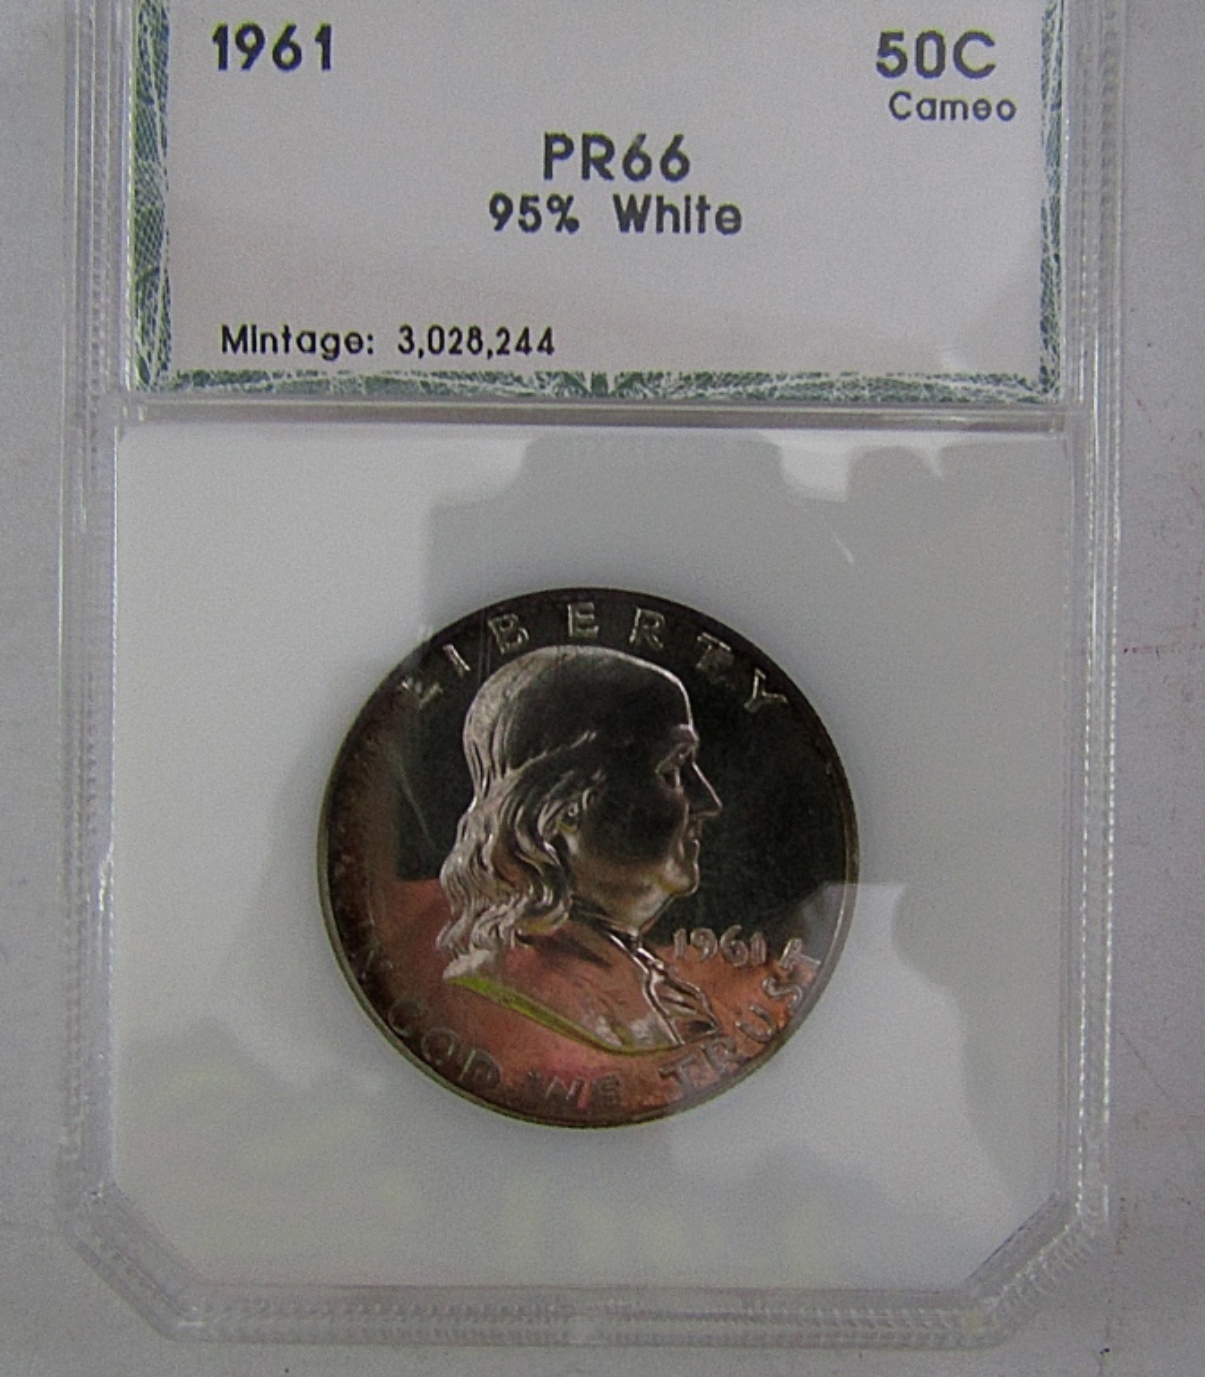 1961 50C
Cameo
PR66
95% White
Mintage: 3,028,244
LIBERTY
1961
IN GOD WE TRUST